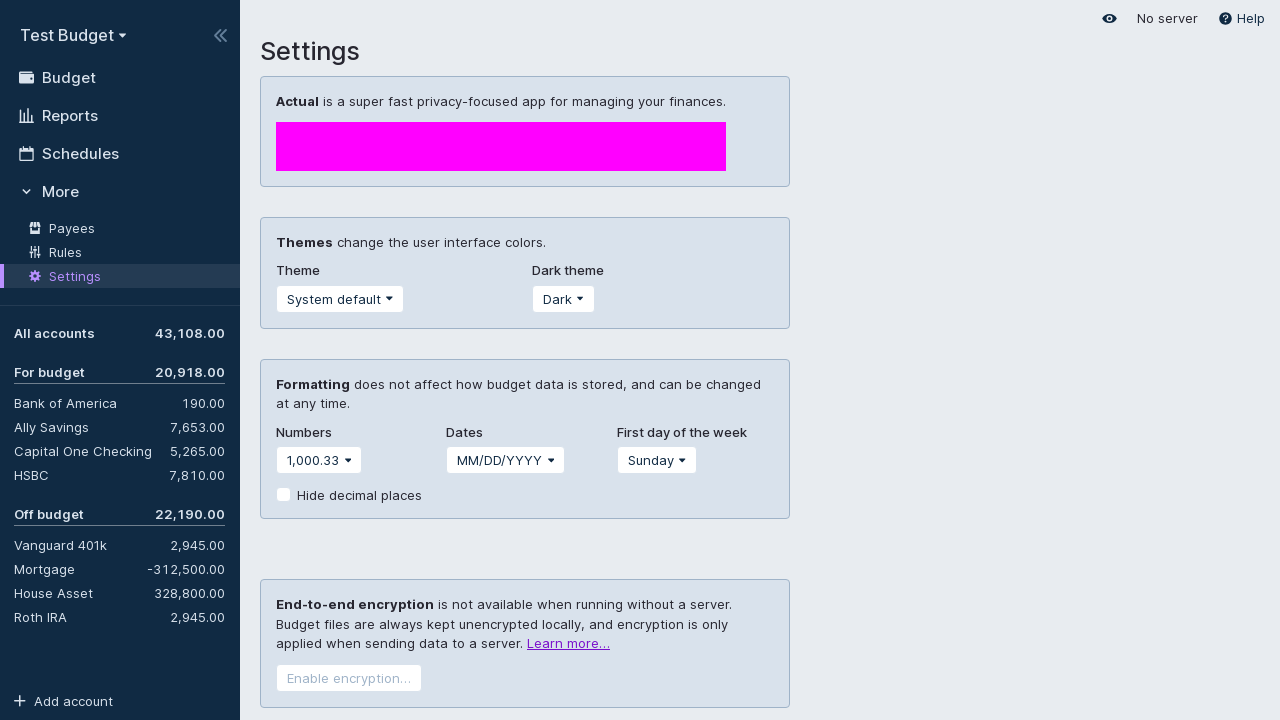 Test Budget
Budget
Reports
Schedules
More
Payees
Rules
Settings
All accounts 43,108.00
For budget 20,918.00
Bank of America 190.00
Ally Savings 7,653.00
Capital One Checking 5,265.00
HSBC 7,810.00
Off budget 22,190.00
Vanguard 401k 2,945.00
Mortgage -312,500.00
House Asset 328,800.00
Roth IRA 2,945.00
Add account
No server Help
Settings
Actual is a super fast privacy-focused app for managing your finances.
Themes change the user interface colors.
Theme Dark theme
System default Dark
Formatting does not affect how budget data is stored, and can be changed
at any time.
Numbers Dates First day of the week
1,000.33 MM/DD/YYYY Sunday
Hide decimal places
End-to-end encryption is not available when running without a server.
Budget files are always kept unencrypted locally, and encryption is only
applied when sending data to a server. Learn more…
Enable encryption…